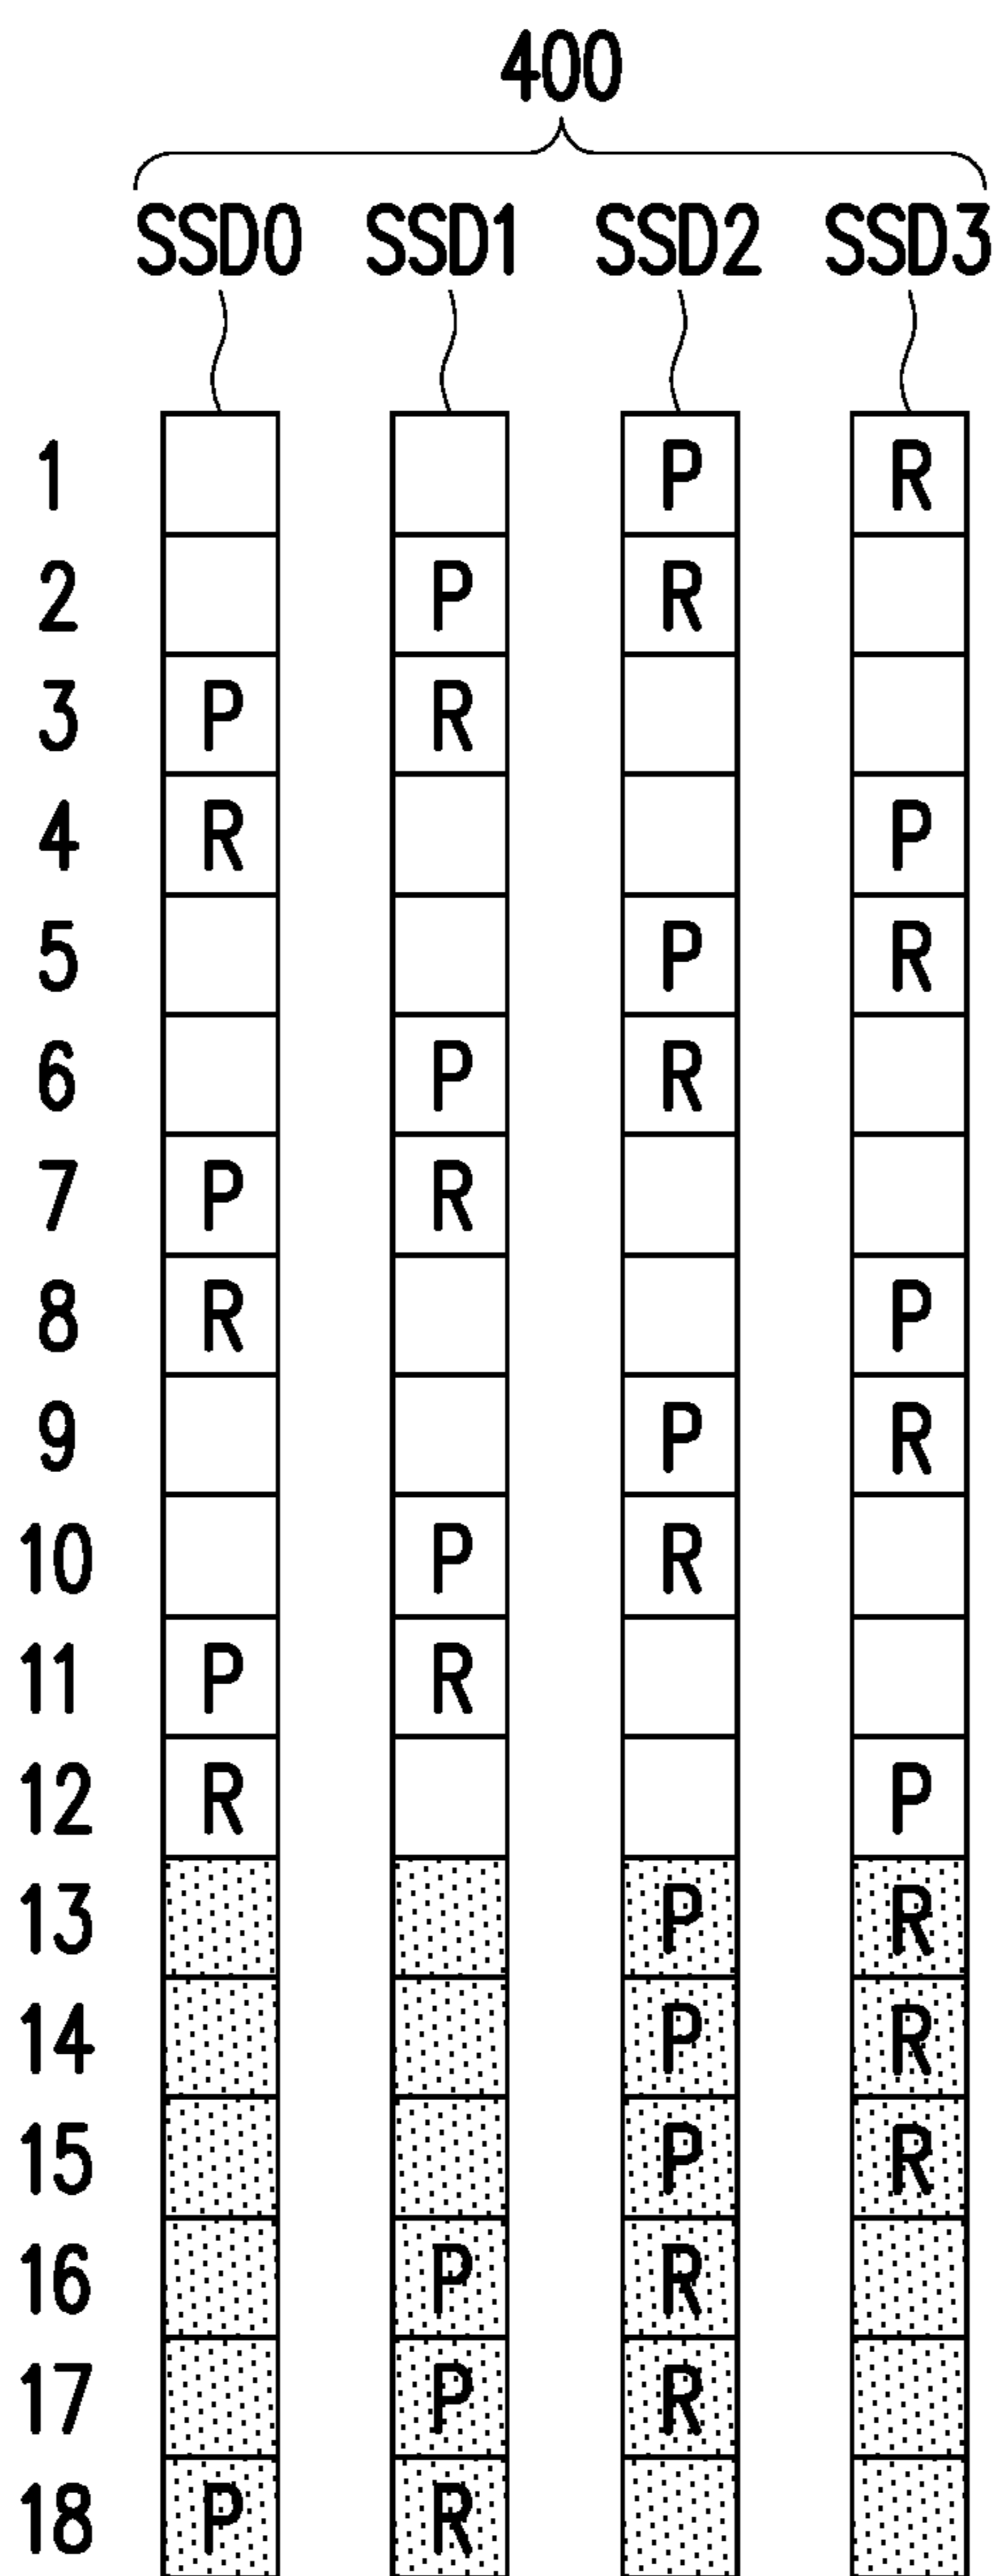 400
SSD0 SSD1 SSD2 SSD3
1 P R
2 P R
3 P R
4 R P
5 P R
6 P R
7 P R
8 R P
9 P R
10 P R
11 P R
12 R P
13 P R
14 P R
15 P R
16 P R
17 P R
18 P R